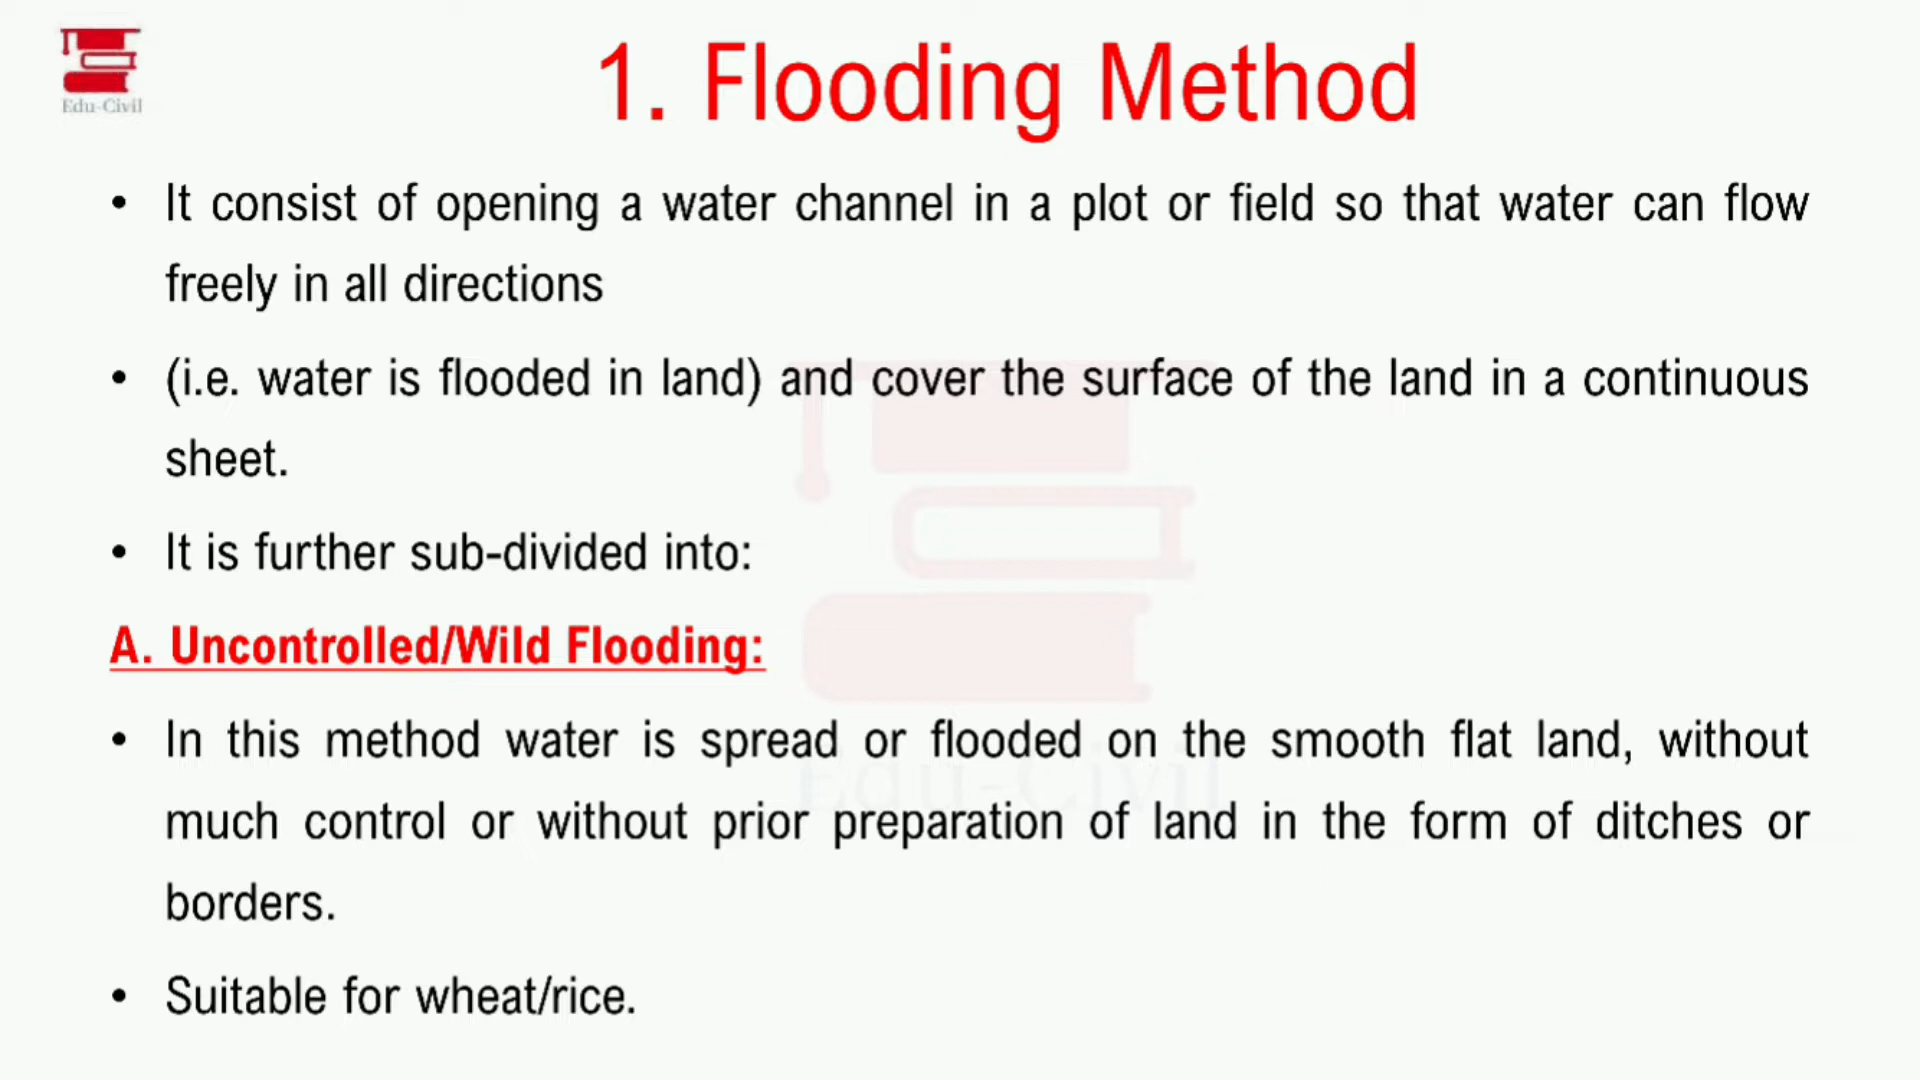 Edu-Civil
1. Flooding Method
• It consist of opening a water channel in a plot or field so that water can flow
freely in all directions
• (i.e. water is flooded in land) and cover the surface of the land in a continuous
sheet.
• It is further sub-divided into:
A. Uncontrolled/Wild Flooding:
• In this method water is spread or flooded on the smooth flat land, without
Edu-Civil
much control or without prior preparation of land in the form of ditches or
borders.
• Suitable for wheat/rice.